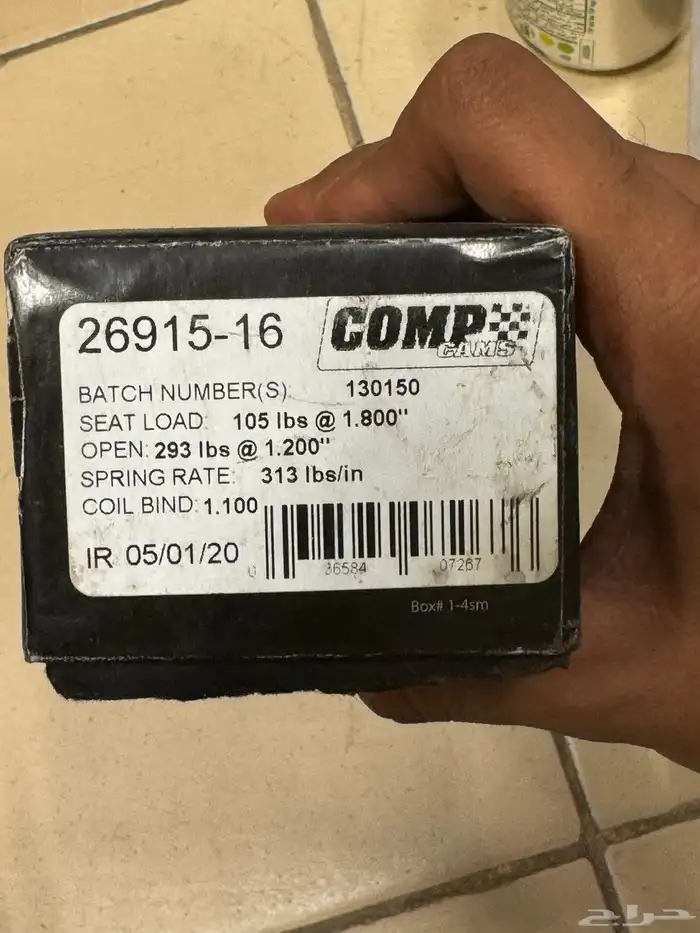 26915-16
COMP
CAMS
BATCH NUMBER(S): 130150
SEAT LOAD: 105 lbs @ 1.800"
OPEN: 293 lbs @ 1.200"
SPRING RATE: 313 lbs/in
COIL BIND: 1.100
IR 05/01/20
0 36584 07267
Box# 1-4sm
حراج